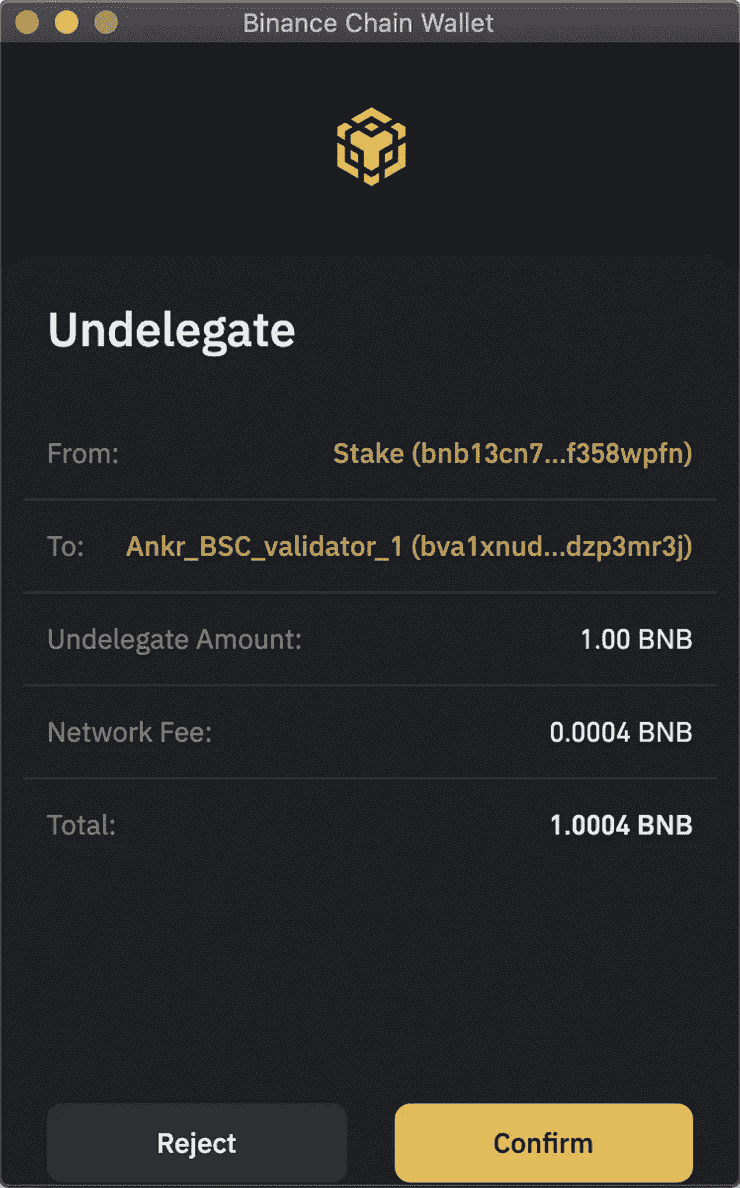 Binance Chain Wallet
Undelegate
From: Stake (bnb13cn7...f358wpfn)
To: Ankr_BSC_validator_1 (bva1xnud...dzp3mr3j)
Undelegate Amount: 1.00 BNB
Network Fee: 0.0004 BNB
Total: 1.0004 BNB
Reject Confirm